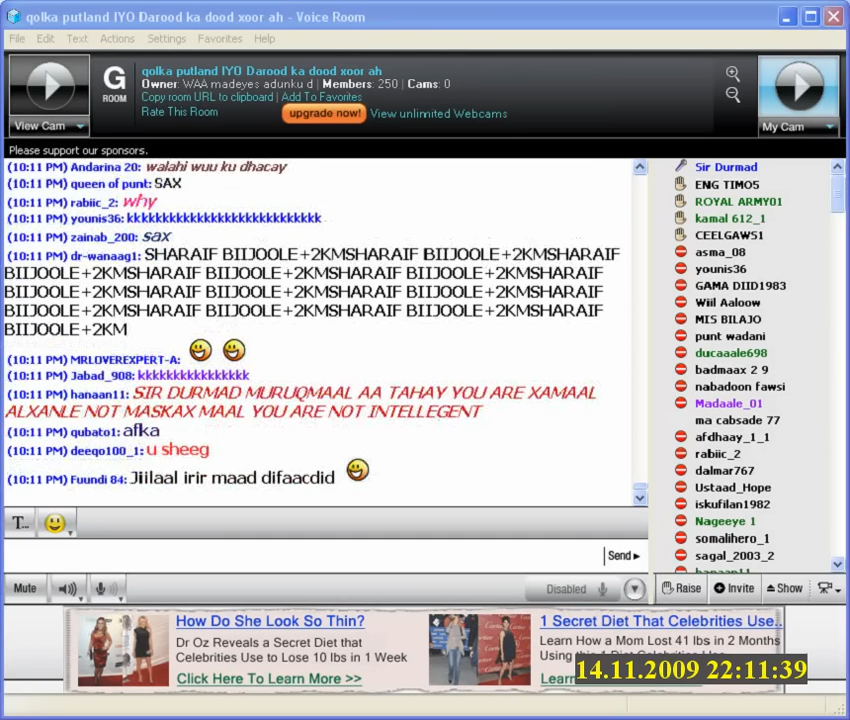 qolka putland IYO Darood ka dood xoor ah - Voice Room
File Edit Text Actions Settings Favorites Help
G ROOM
qolka putland IYO Darood ka dood xoor ah
Owner: WAA madeyes adunku d | Members: 250 | Cams: 0
Copy room URL to clipboard | Add To Favorites
Rate This Room upgrade now! View unlimited Webcams
View Cam
My Cam
Please support our sponsors.
(10:11 PM) Andarina 20: walahi wuu ku dhacay
(10:11 PM) queen of punt: SAX
(10:11 PM) rabiic_2: why
(10:11 PM) younis36: kkkkkkkkkkkkkkkkkkkkkkkkkkk
(10:11 PM) zainab_200: sax
(10:11 PM) dr-wanaag1: SHARAIF BIIJOOLE+2KMSHARAIF BIIJOOLE+2KMSHARAIF
BIIJOOLE+2KMSHARAIF BIIJOOLE+2KMSHARAIF BIIJOOLE+2KMSHARAIF
BIIJOOLE+2KMSHARAIF BIIJOOLE+2KMSHARAIF BIIJOOLE+2KMSHARAIF
BIIJOOLE+2KMSHARAIF BIIJOOLE+2KMSHARAIF BIIJOOLE+2KMSHARAIF
BIIJOOLE+2KM
(10:11 PM) MRLOVEREXPERT-A:
(10:11 PM) Jabad_908: kkkkkkkkkkkkkkkk
(10:11 PM) hanaan11: SIR DURMAD MURUQMAAL AA TAHAY YOU ARE XAMAAL
ALXANLE NOT MASKAX MAAL YOU ARE NOT INTELLEGENT
(10:11 PM) qubato1: afka
(10:11 PM) deeqo100_1: u sheeg
(10:11 PM) Fuundi 84: Jiilaal irir maad difaacdid
Sir Durmad
ENG TIMO5
ROYAL ARMY01
kamal 612_1
CEELGAW51
asma_08
younis36
GAMA DIID1983
Wiil Aaloow
MIS BILAJO
punt wadani
ducaaale698
badmaax 2 9
nabadoon fawsi
Madaale_01
ma cabsade 77
afdhaay_1_1
rabiic_2
dalmar767
Ustaad_Hope
iskufilan1982
Nageeye 1
somalihero_1
sagal_2003_2
hanaan11
T...
Send
Mute
Disabled
Raise Invite Show
How Do She Look So Thin?
Dr Oz Reveals a Secret Diet that
Celebrities Use to Lose 10 lbs in 1 Week
Click Here To Learn More >>
1 Secret Diet That Celebrities Use..
Learn How a Mom Lost 41 lbs in 2 Months
Using
Learn
14.11.2009 22:11:39